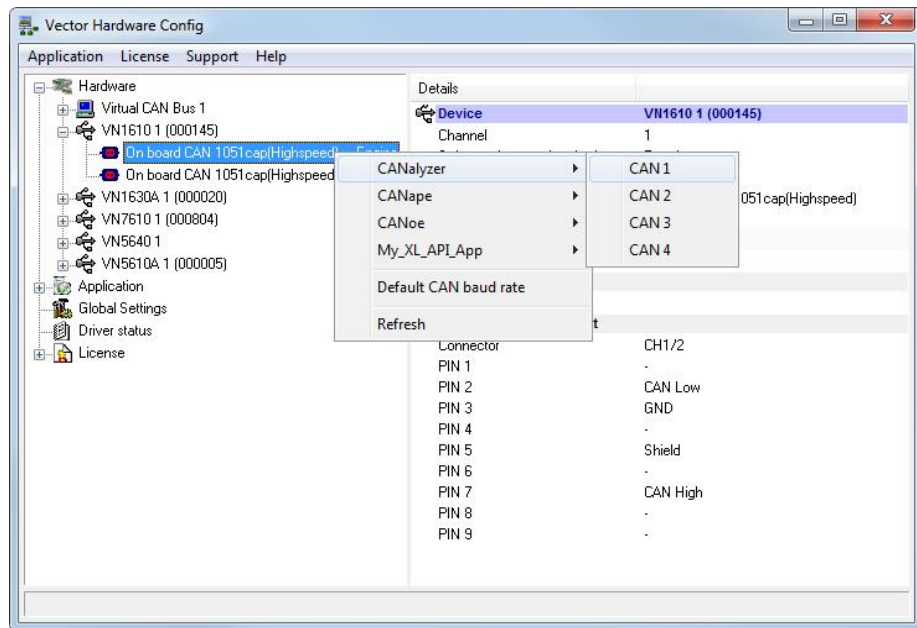 Vector Hardware Config
Application License Support Help
Hardware
Virtual CAN Bus 1
VN1610 1 (000145)
On board CAN 1051cap(Highspeed)
On board CAN 1051cap(Highspeed
VN1630A 1 (000020)
VN7610 1 (000804)
VN5640 1
VN5610A 1 (000005)
Application
Global Settings
Driver status
License
CANalyzer
CANape
CANoe
My_XL_API_App
Default CAN baud rate
Refresh
CAN 1
CAN 2
CAN 3
CAN 4
Details
Device VN1610 1 (000145)
Channel 1
051cap(Highspeed)
t
Connector CH1/2
PIN 1 -
PIN 2 CAN Low
PIN 3 GND
PIN 4 -
PIN 5 Shield
PIN 6 -
PIN 7 CAN High
PIN 8 -
PIN 9 -